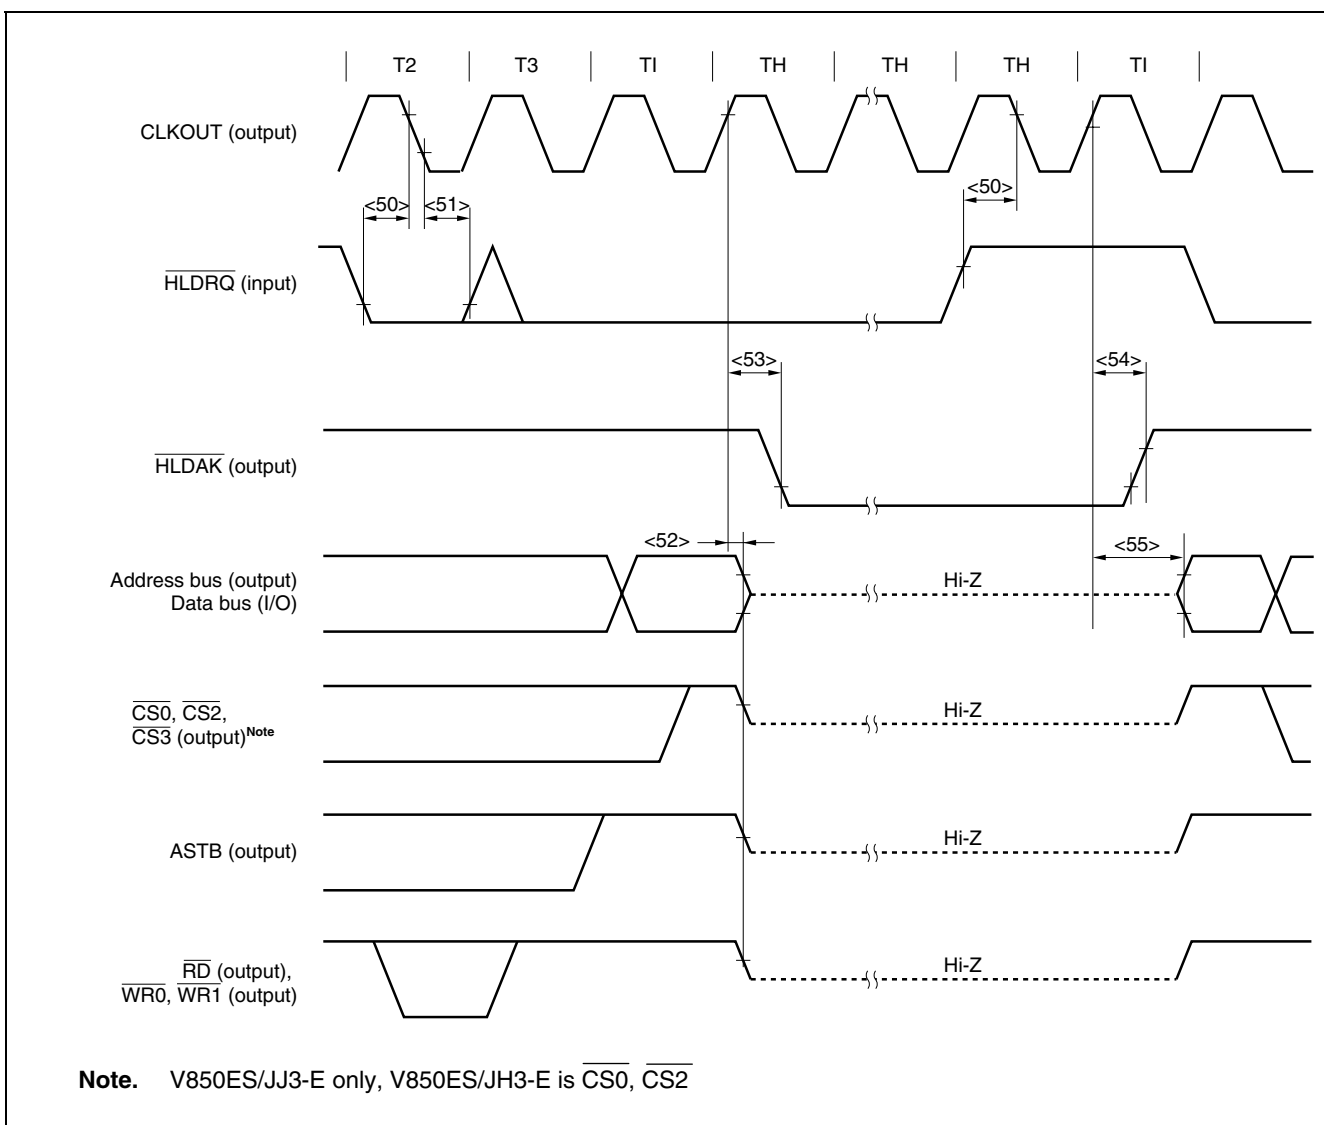 T2 T3 TI TH TH TH TI
CLKOUT (output)
<50> <51> <50>
HLDRQ (input)
<53> <54>
HLDAK (output)
<52> <55>
Address bus (output)
Data bus (I/O)
Hi-Z
CS0, CS2,
CS3 (output)Note
Hi-Z
ASTB (output)
Hi-Z
RD (output),
WR0, WR1 (output)
Hi-Z
Note. V850ES/JJ3-E only, V850ES/JH3-E is CS0, CS2